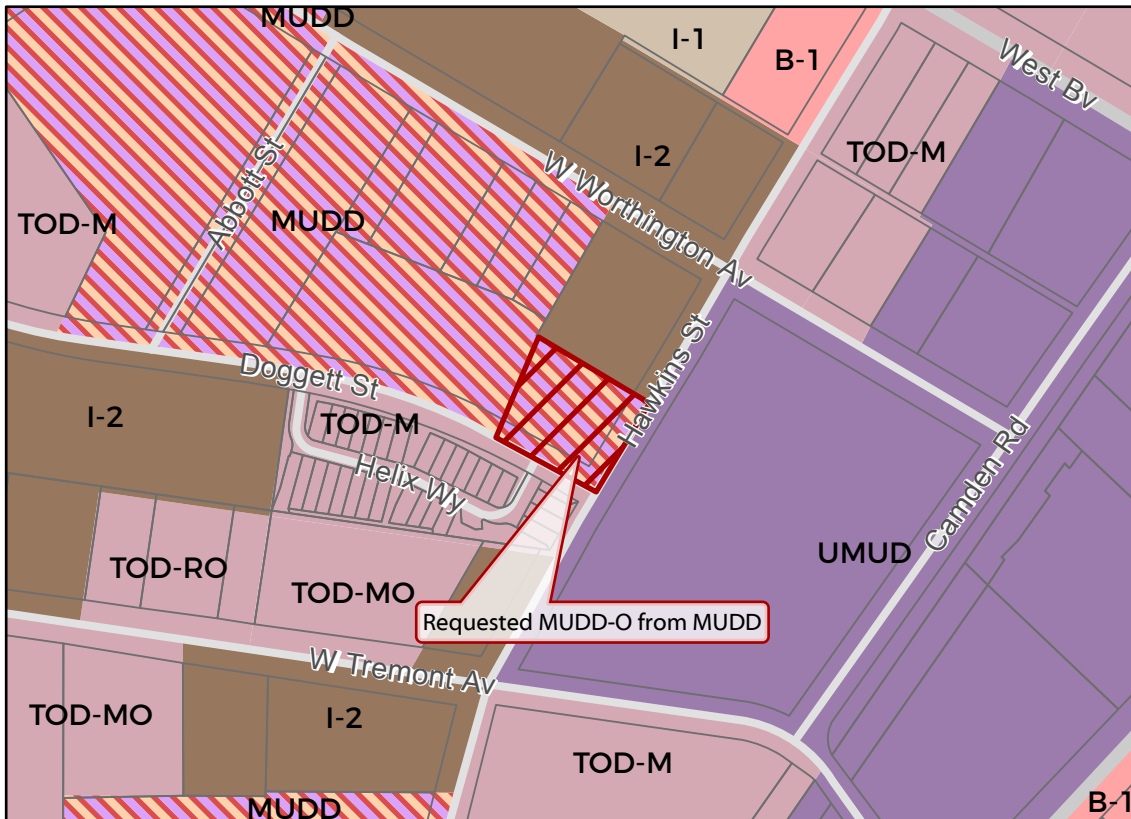 MUDD
I-1
B-1
West Bv
I-2
TOD-M
W Worthington Av
Abbott St
TOD-M
MUDD
Hawkins St
Doggett St
I-2
TOD-M
Helix Wy
Camden Rd
UMUD
TOD-RO
TOD-MO
Requested MUDD-O from MUDD
W Tremont Av
TOD-MO
I-2
TOD-M
MUDD
B-1